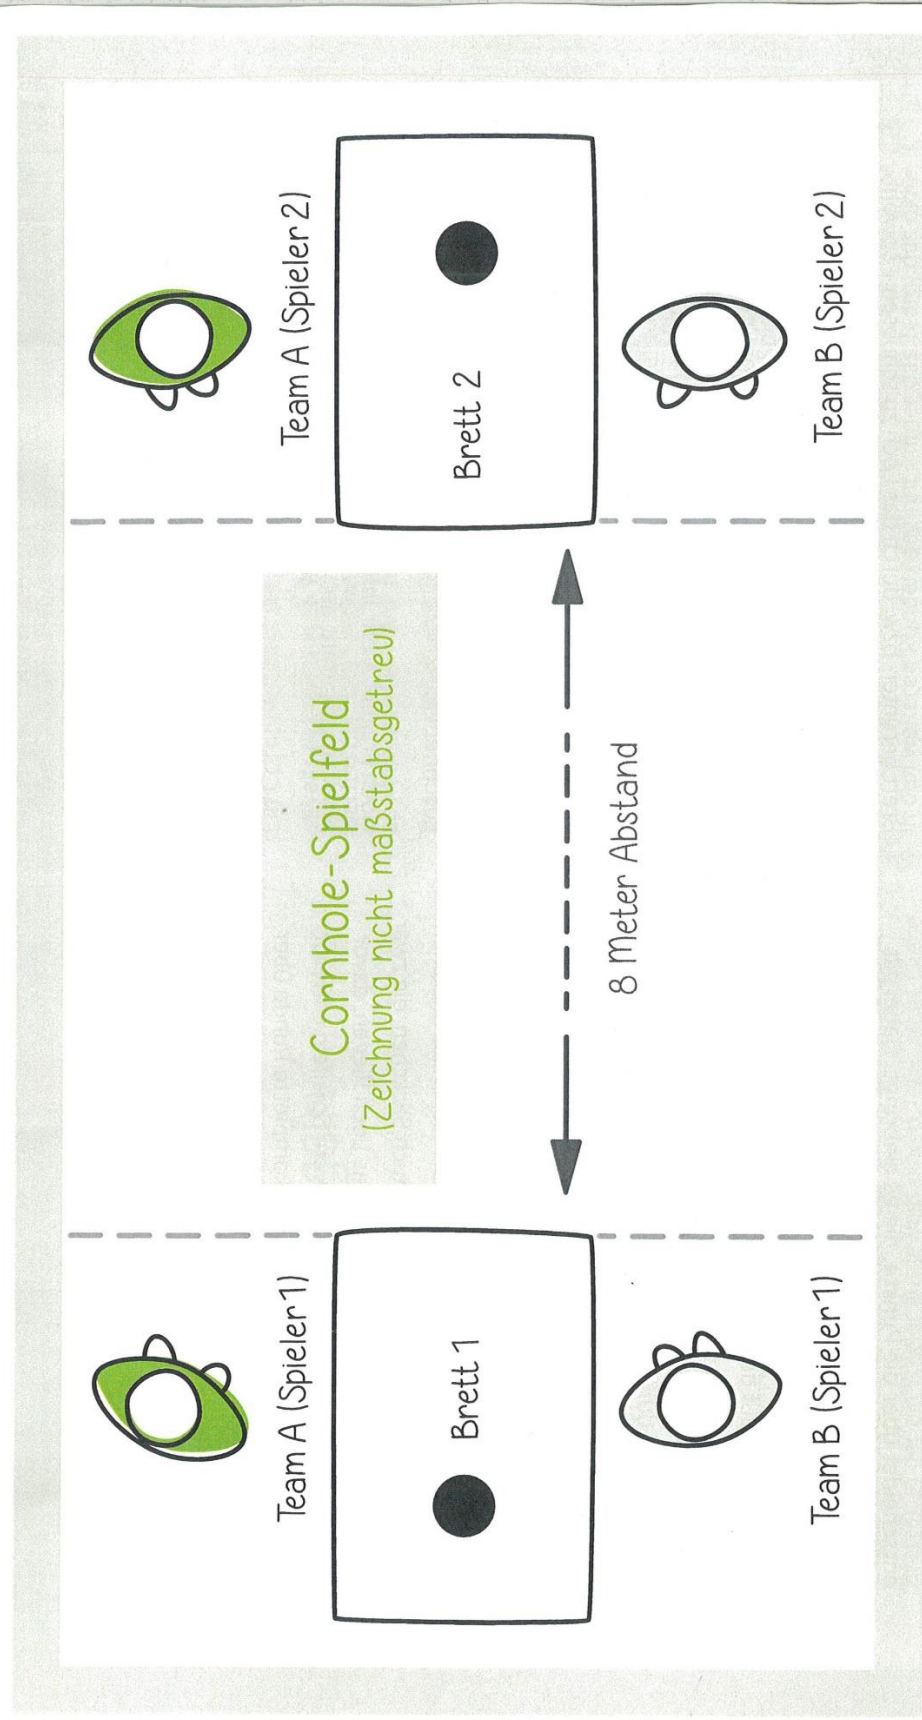 Cornhole-Spielfeld
(Zeichnung nicht maßstabsgetreu)
Team A (Spieler 1)
Team A (Spieler 2)
Brett 1
Brett 2
8 Meter Abstand
Team B (Spieler 1)
Team B (Spieler 2)